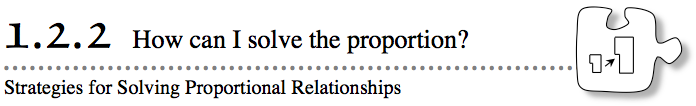 1.2.2 How can I solve the proportion?
Strategies for Solving Proportional Relationships